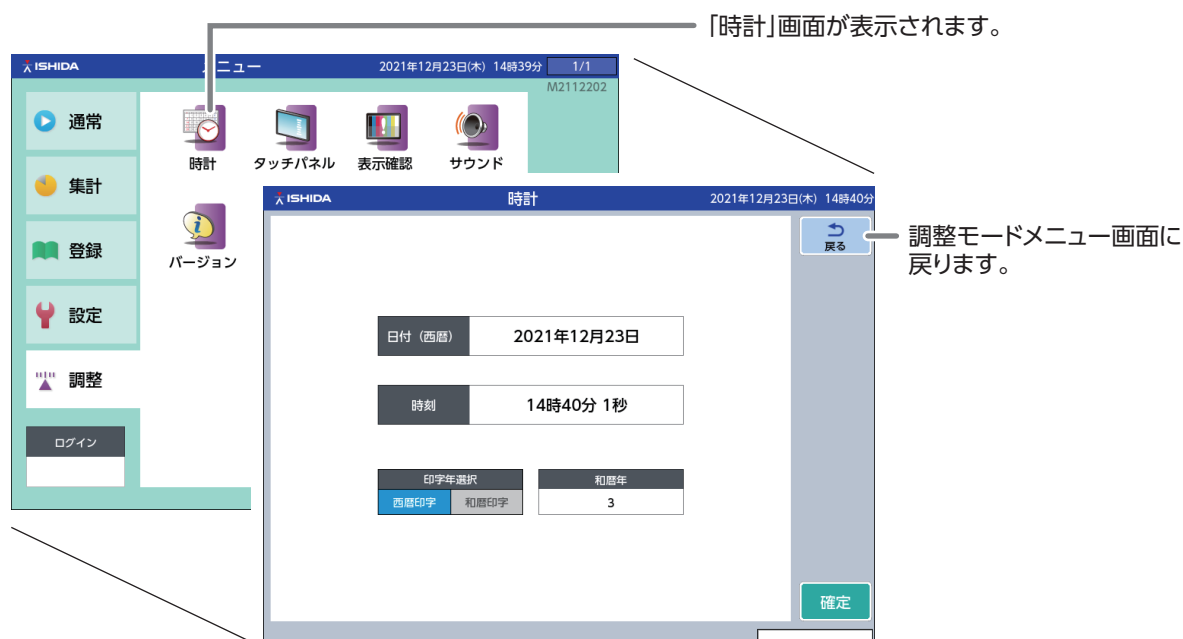 「時計」画面が表示されます。
ISHIDA
メニュー
2021年12月23日(木) 14時39分
1/1
M2112202
通常
集計
登録
設定
調整
ログイン
時計
タッチパネル
表示確認
サウンド
バージョン
ISHIDA
時計
2021年12月23日(木) 14時40分
戻る
調整モードメニュー画面に
戻ります。
日付（西暦）
2021年12月23日
時刻
14時40分 1秒
印字年選択
西暦印字
和暦印字
和暦年
3
確定